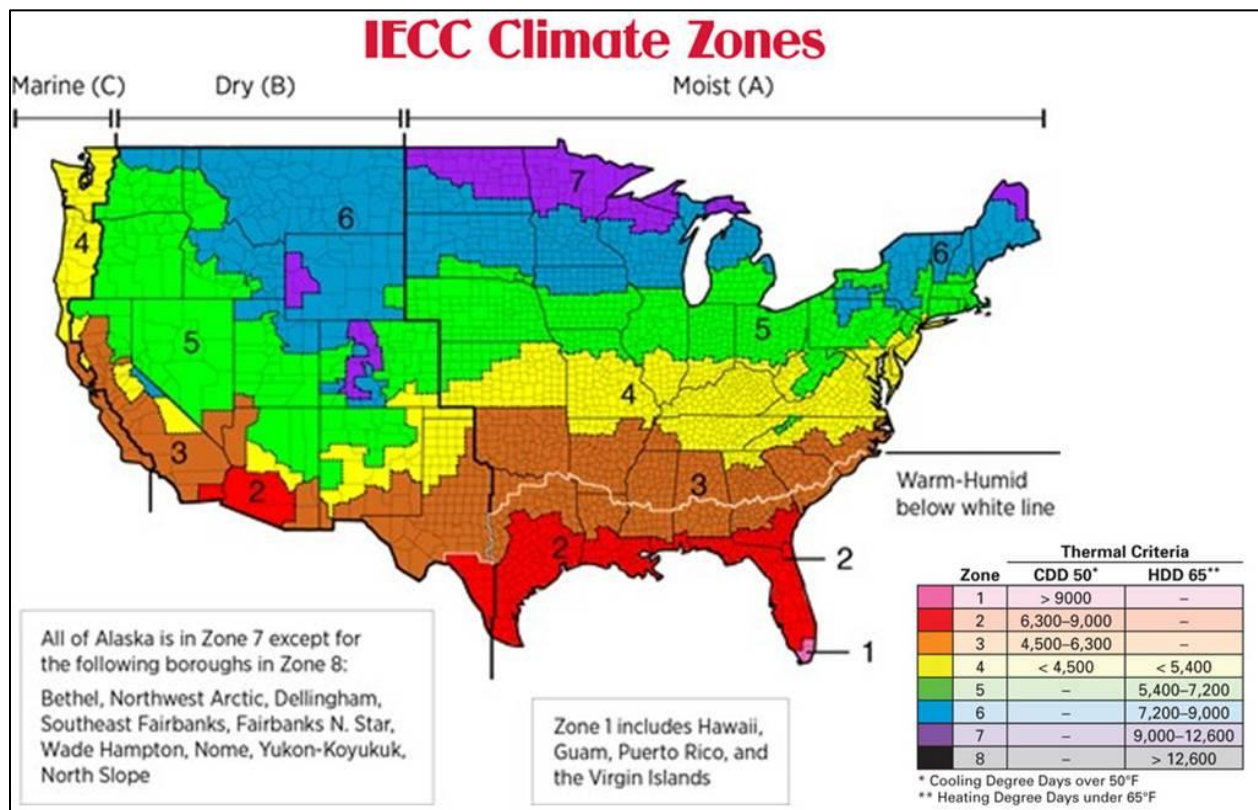 IECC Climate Zones
Marine (C) Dry (B) Moist (A)
7
6
4
6
5
5
4
3
3
2
2
Warm-Humid
below white line
2
1
All of Alaska is in Zone 7 except for
the following boroughs in Zone 8:
Bethel, Northwest Arctic, Dellingham,
Southeast Fairbanks, Fairbanks N. Star,
Wade Hampton, Nome, Yukon-Koyukuk,
North Slope
Zone 1 includes Hawaii,
Guam, Puerto Rico, and
the Virgin Islands
Thermal Criteria
Zone CDD 50* HDD 65**
1 > 9000 –
2 6,300–9,000 –
3 4,500–6,300 –
4 < 4,500 < 5,400
5 – 5,400–7,200
6 – 7,200–9,000
7 – 9,000–12,600
8 – > 12,600
* Cooling Degree Days over 50°F
** Heating Degree Days under 65°F